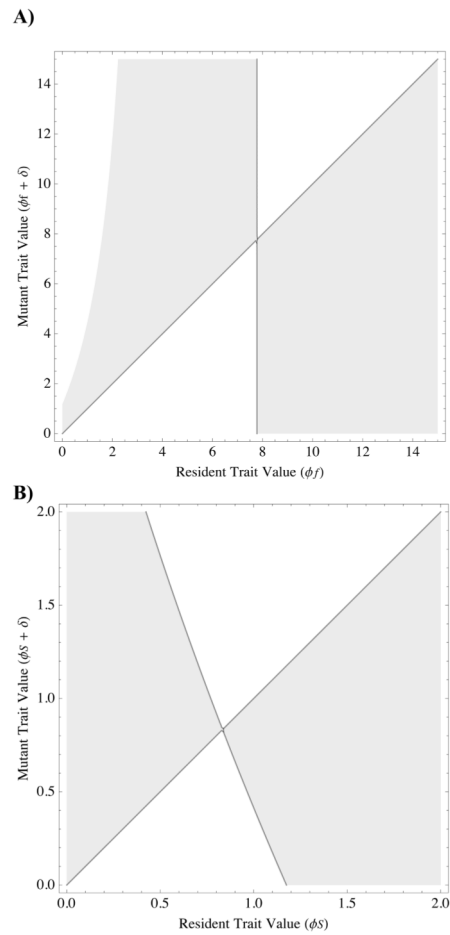 A)
14
12
10
8
6
4
2
0
Mutant Trait Value (ϕf + δ)
0 2 4 6 8 10 12 14
Resident Trait Value (ϕf)
B)
2.0
1.5
1.0
0.5
0.0
Mutant Trait Value (ϕS + δ)
0.0 0.5 1.0 1.5 2.0
Resident Trait Value (ϕS)